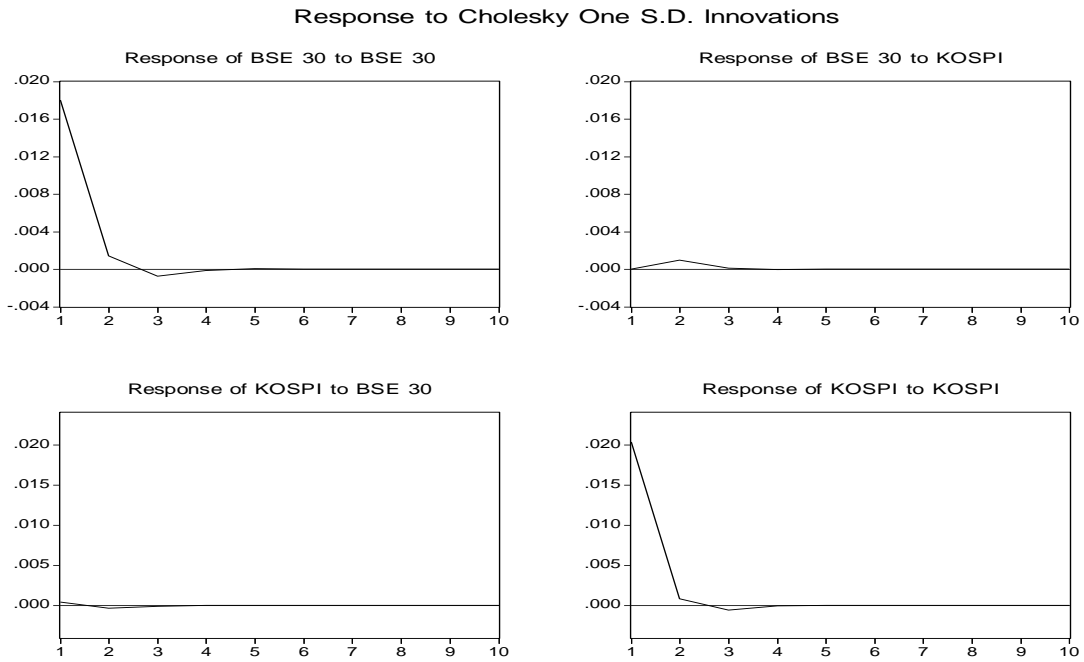 Response to Cholesky One S.D. Innovations
Response of BSE 30 to BSE 30
.020
.016
.012
.008
.004
.000
-.004
1 2 3 4 5 6 7 8 9 10
Response of BSE 30 to KOSPI
.020
.016
.012
.008
.004
.000
-.004
1 2 3 4 5 6 7 8 9 10
Response of KOSPI to BSE 30
.020
.015
.010
.005
.000
1 2 3 4 5 6 7 8 9 10
Response of KOSPI to KOSPI
.020
.015
.010
.005
.000
1 2 3 4 5 6 7 8 9 10